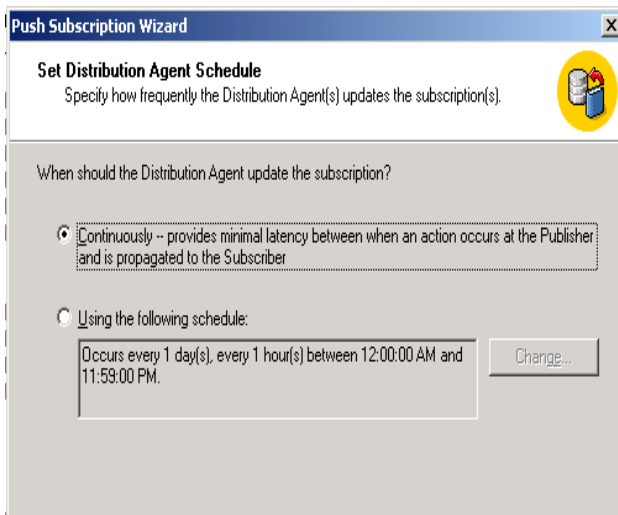 Push Subscription Wizard
Set Distribution Agent Schedule
Specify how frequently the Distribution Agent(s) updates the subscription(s).
When should the Distribution Agent update the subscription?
Continuously -- provides minimal latency between when an action occurs at the Publisher
and is propagated to the Subscriber
Using the following schedule:
Occurs every 1 day(s), every 1 hour(s) between 12:00:00 AM and
11:59:00 PM.
Change...